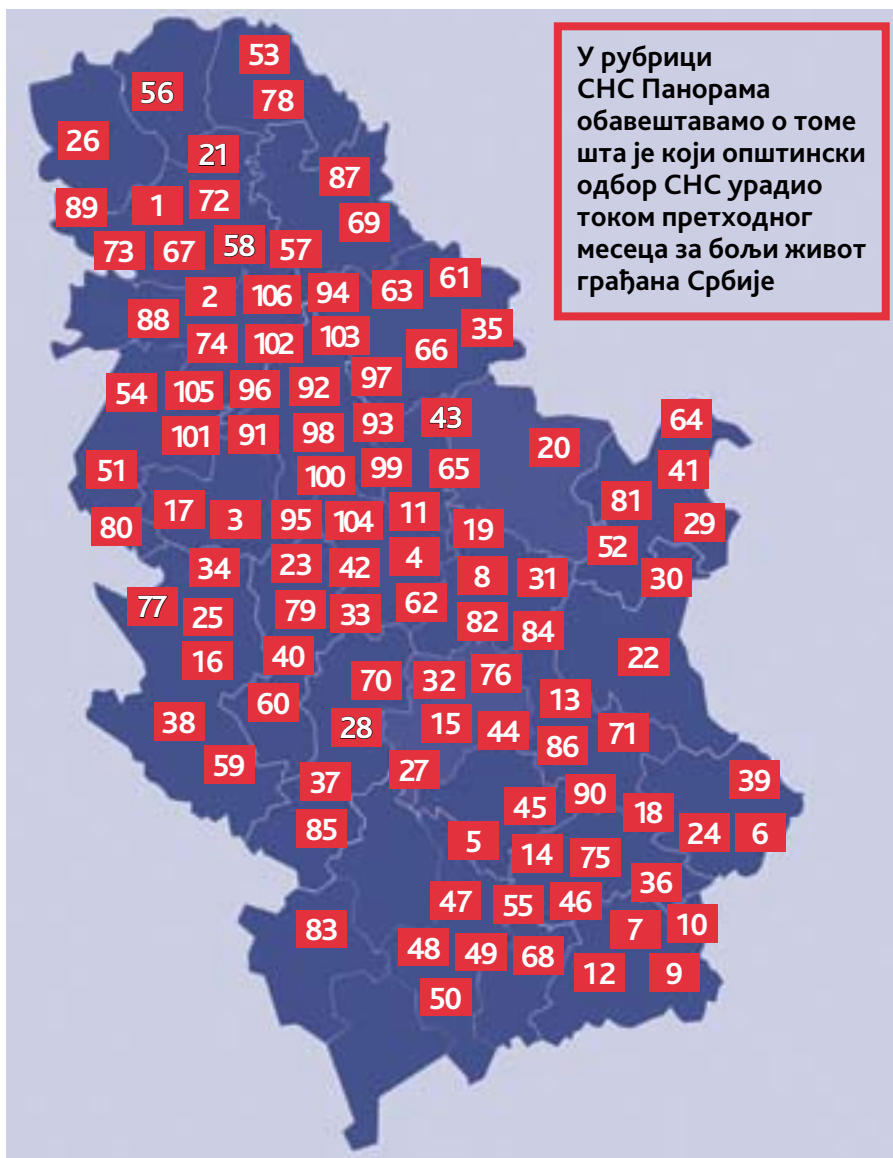 У рубрици
СНС Панорама
обавештавамо о томе
шта је који општински
одбор СНС урадио
током претходног
месеца за бољи живот
грађана Србије
53
56 78
26 21
87
89 1 72
69
73 67 58 57
61
2 106 94 63
88 35
74 102 103 66
54 105 96 92 97
64
101 91 98 93 43
20
51 100 99 65 41
81
17 3 95 104 11 29
80 19
52
34 23 42 4
8 31 30
77 25 79 33 62
82 84
16 40 22
70 32 76
60 13
38 28 15 44 71
86
59 37 27 39
45 90 18
85 5 24 6
14 75
36
47 55 46
83 7 10
48 49 68
12 9
50